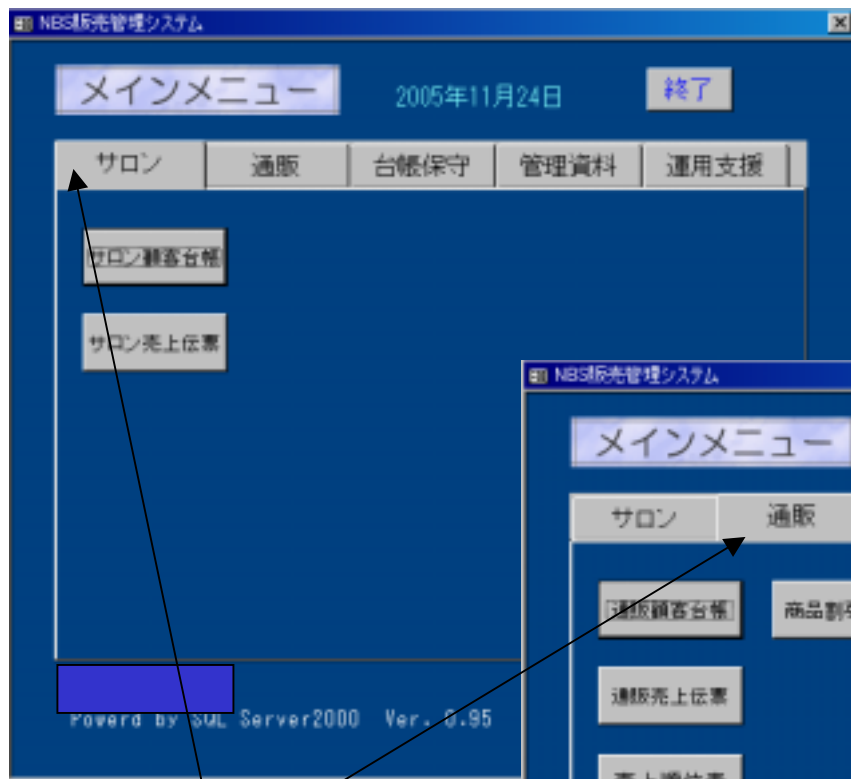 NBS販売管理システム
メインメニュー 2005年11月24日 終了
サロン 通販 台帳保守 管理資料 運用支援
サロン顧客台帳
サロン売上伝票
NBS販売管理システム
メインメニュー
サロン 通販
通販顧客台帳 商品割
通販売上伝票
Powerd by SQL Server2000 Ver. 0.95